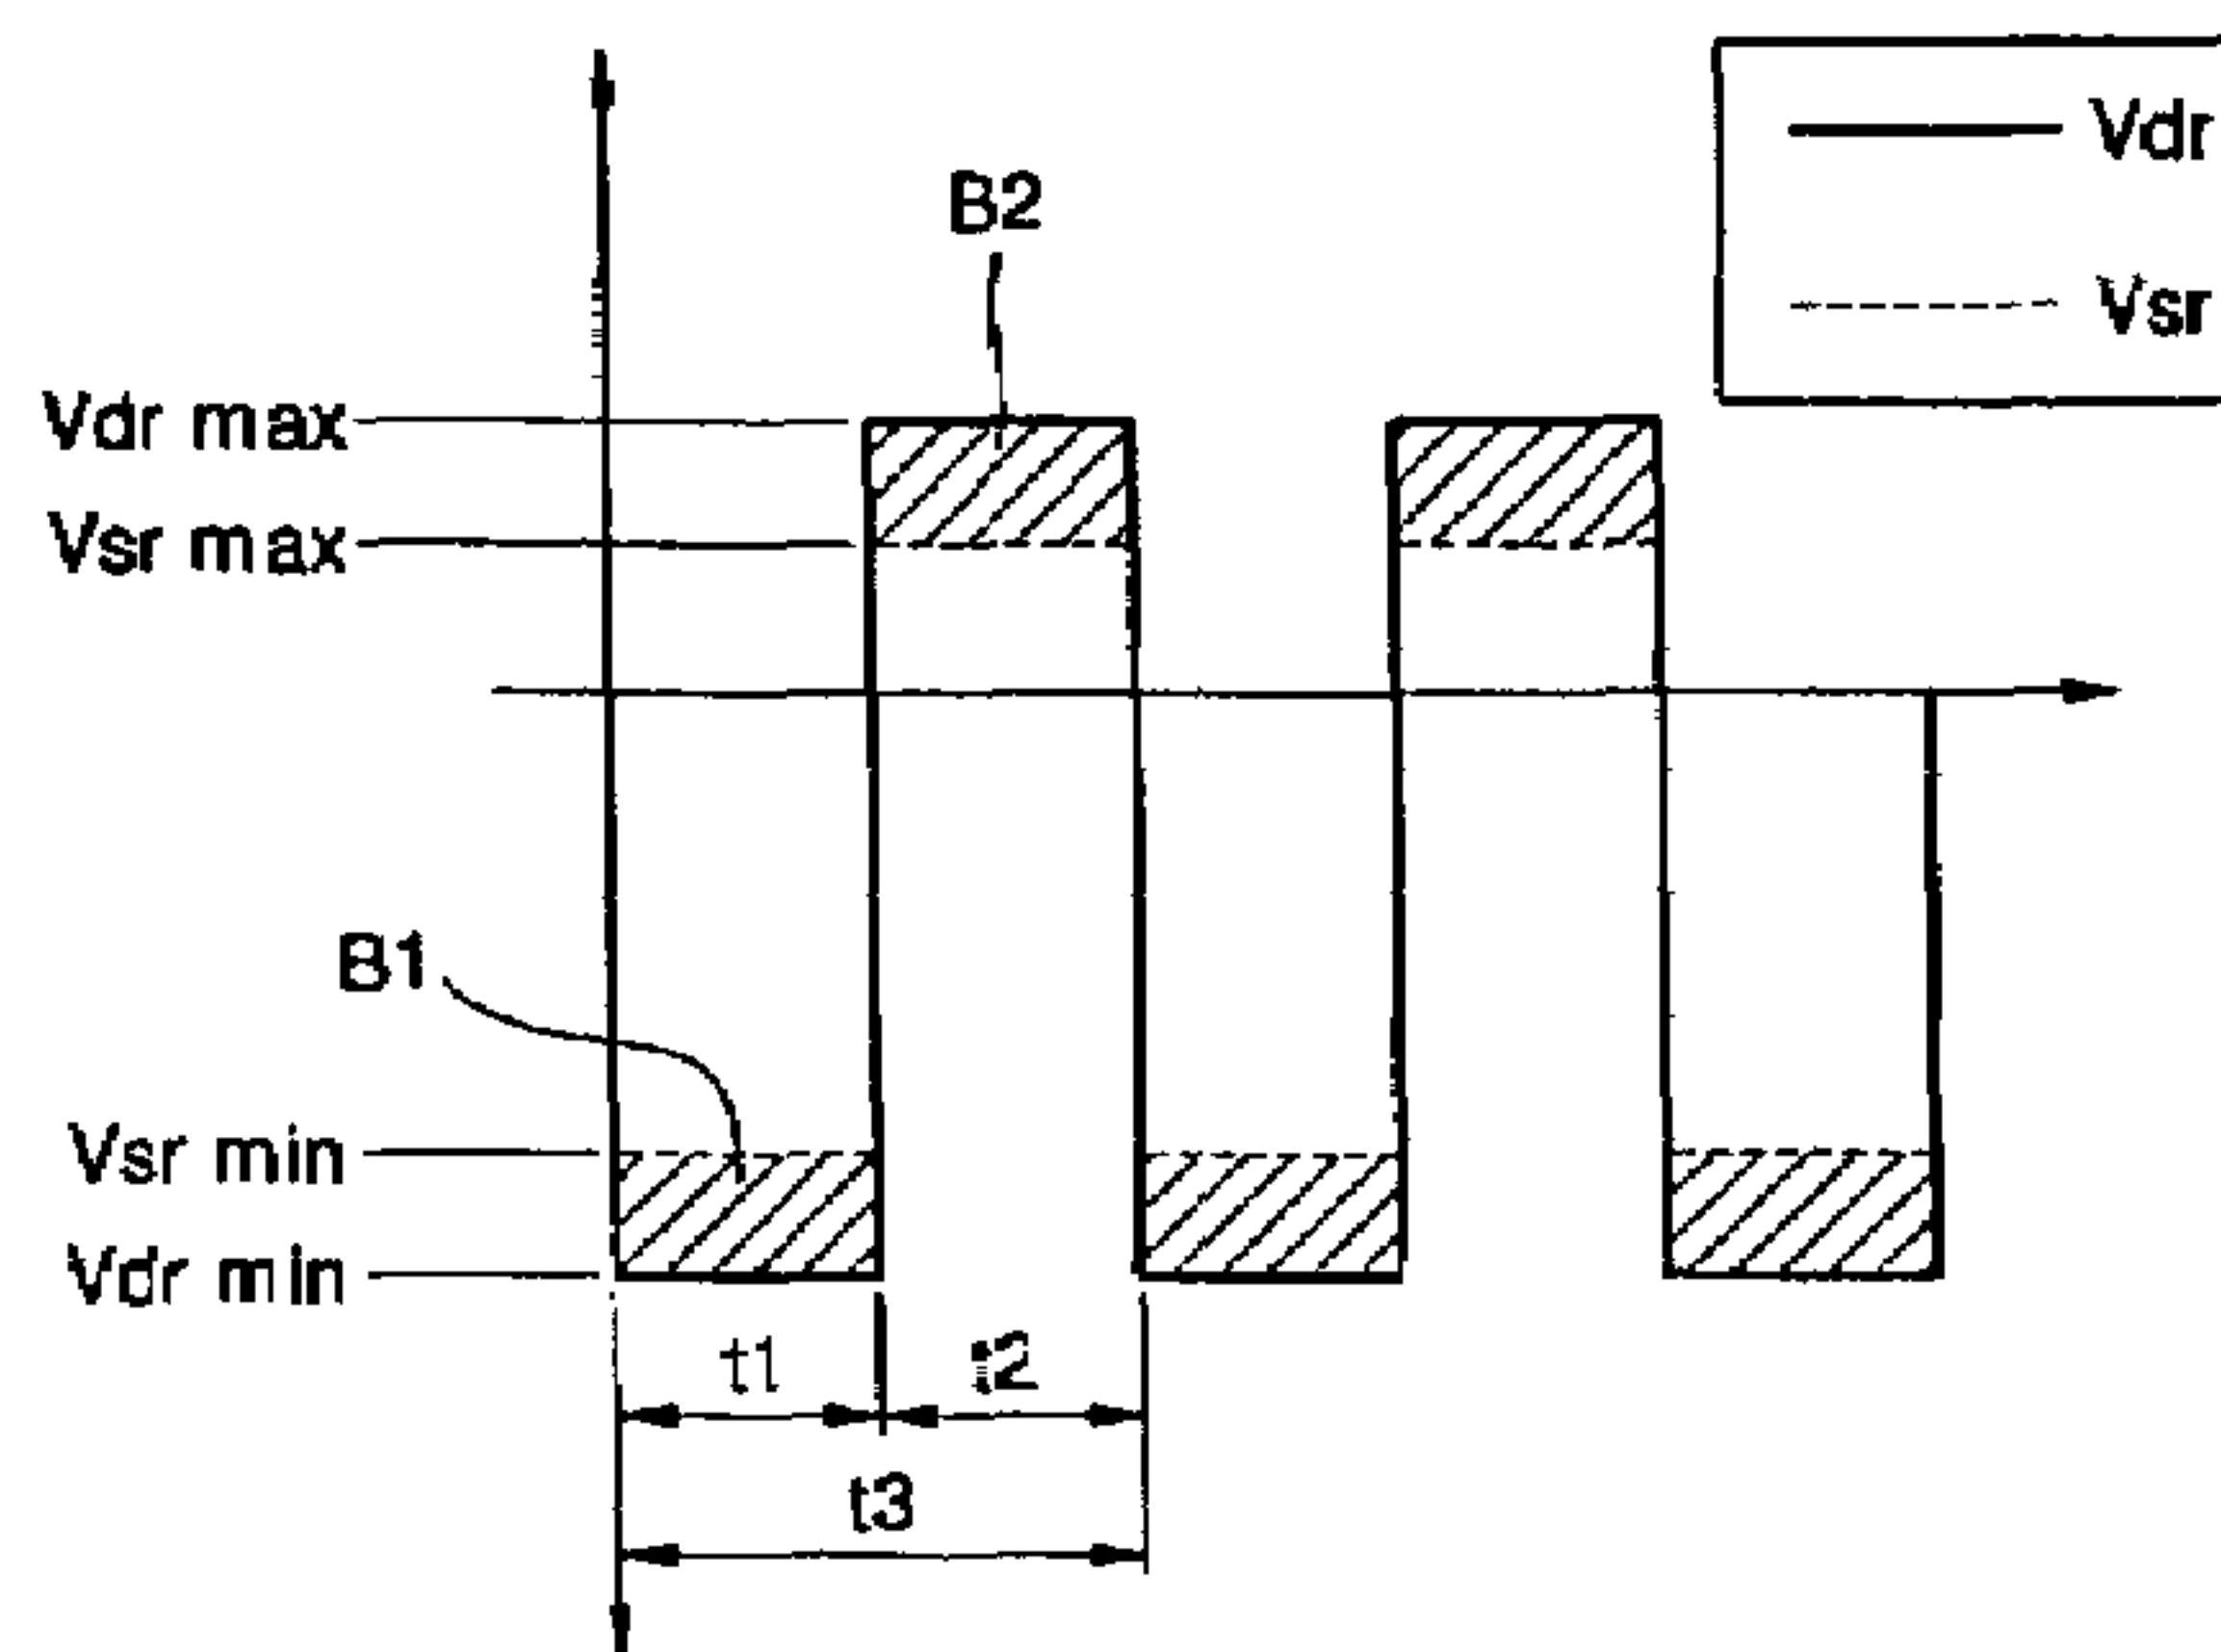 Vdr
B2
Vsr
Vdr max
Vsr max
B1
Vsr min
Vdr min
t1
t2
t3